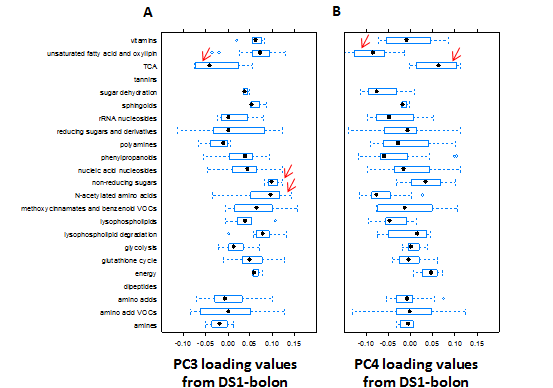 A B
vitamins
unsaturated fatty acid and oxylipin
TCA
tannins
sugar dehydration
sphingoids
rRNA nucleosides
reducing sugars and derivatives
polyamines
phenylpropanoids
nucleic acid nucleosides
non-reducing sugars
N-acetylated amino acids
methoxycinnamates and benzenoid VOCs
lysophospholipids
lysophospholipid degradation
glycolysis
glutathione cycle
energy
dipeptides
amino acids
amino acid VOCs
amines
-0.10 -0.05 0.00 0.05 0.10 0.15 -0.10 -0.05 0.00 0.05 0.10 0.15
PC3 loading values PC4 loading values
from DS1-bolon from DS1-bolon